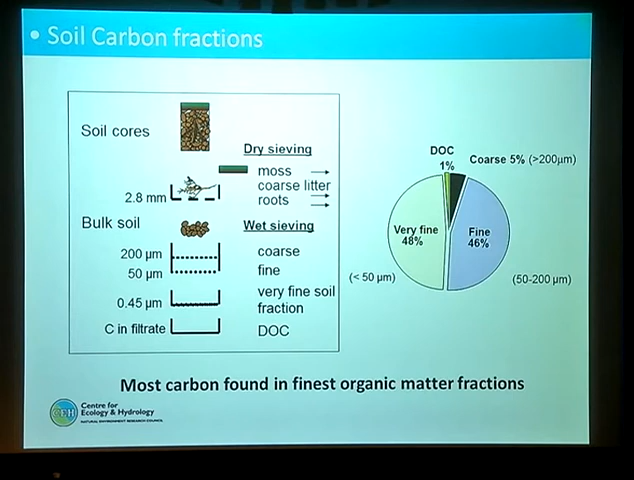 • Soil Carbon fractions
Soil cores
Dry sieving
moss
coarse litter
2.8 mm
roots
Bulk soil
Wet sieving
200 µm
coarse
50 µm
fine
0.45 µm
very fine soil
fraction
C in filtrate
DOC
DOC
1%
Coarse 5% (>200µm)
Very fine
48%
Fine
46%
(< 50 µm)
(50-200 µm)
Most carbon found in finest organic matter fractions
CEH
Centre for
Ecology & Hydrology
NATURAL ENVIRONMENT RESEARCH COUNCIL